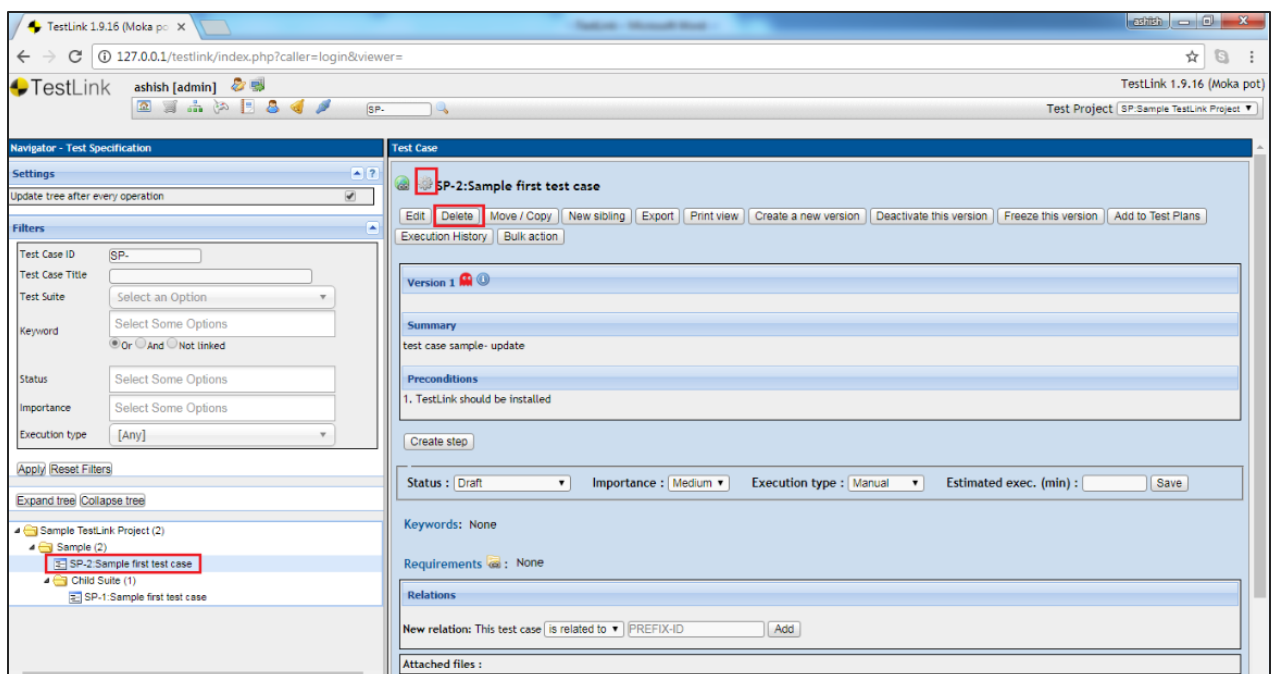 TestLink 1.9.16 (Moka po
ashish
127.0.0.1/testlink/index.php?caller=login&viewer=
TestLink ashish [admin] TestLink 1.9.16 (Moka pot)
SP- Test Project SP:Sample TestLink Project
Navigator - Test Specification
Settings
?
Update tree after every operation
Filters
Test Case ID SP-
Test Case Title
Test Suite Select an Option
Keyword Select Some Options
Or And Not linked
Status Select Some Options
Importance Select Some Options
Execution type [Any]
Apply Reset Filters
Expand tree Collapse tree
Sample TestLink Project (2)
Sample (2)
SP-2:Sample first test case
Child Suite (1)
SP-1:Sample first test case
Test Case
SP-2:Sample first test case
Edit Delete Move / Copy New sibling Export Print view Create a new version Deactivate this version Freeze this version Add to Test Plans
Execution History Bulk action
Version 1
Summary
test case sample- update
Preconditions
1. TestLink should be installed
Create step
Status : Draft Importance : Medium Execution type : Manual Estimated exec. (min) : Save
Keywords: None
Requirements : None
Relations
New relation: This test case is related to PREFIX-ID Add
Attached files :